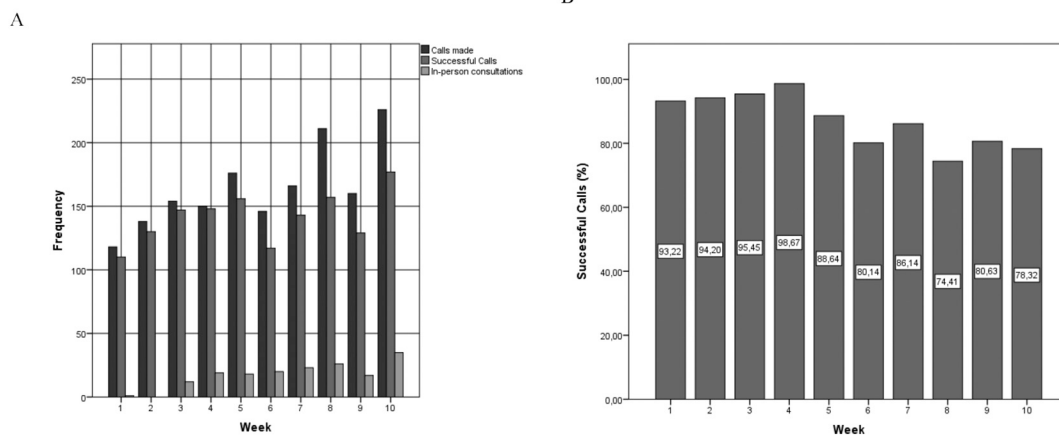 A
Calls made
Successful Calls
In-person consultations
250
200
150
100
50
0
Frequency
1 2 3 4 5 6 7 8 9 10
Week
B
100,00
80,00
60,00
40,00
20,00
0,00
Successful Calls (%)
93,22 94,20 95,45 98,67 88,64 80,14 86,14 74,41 80,63 78,32
1 2 3 4 5 6 7 8 9 10
Week